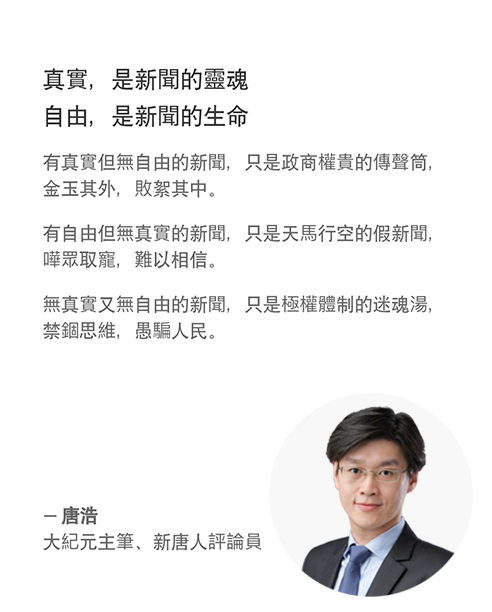 真實，是新聞的靈魂
自由，是新聞的生命
有真實但無自由的新聞，只是政商權貴的傳聲筒，
金玉其外，敗絮其中。
有自由但無真實的新聞，只是天馬行空的假新聞，
嘩眾取寵，難以相信。
無真實又無自由的新聞，只是極權體制的迷魂湯，
禁錮思維，愚騙人民。
— 唐浩
大紀元主筆、新唐人評論員